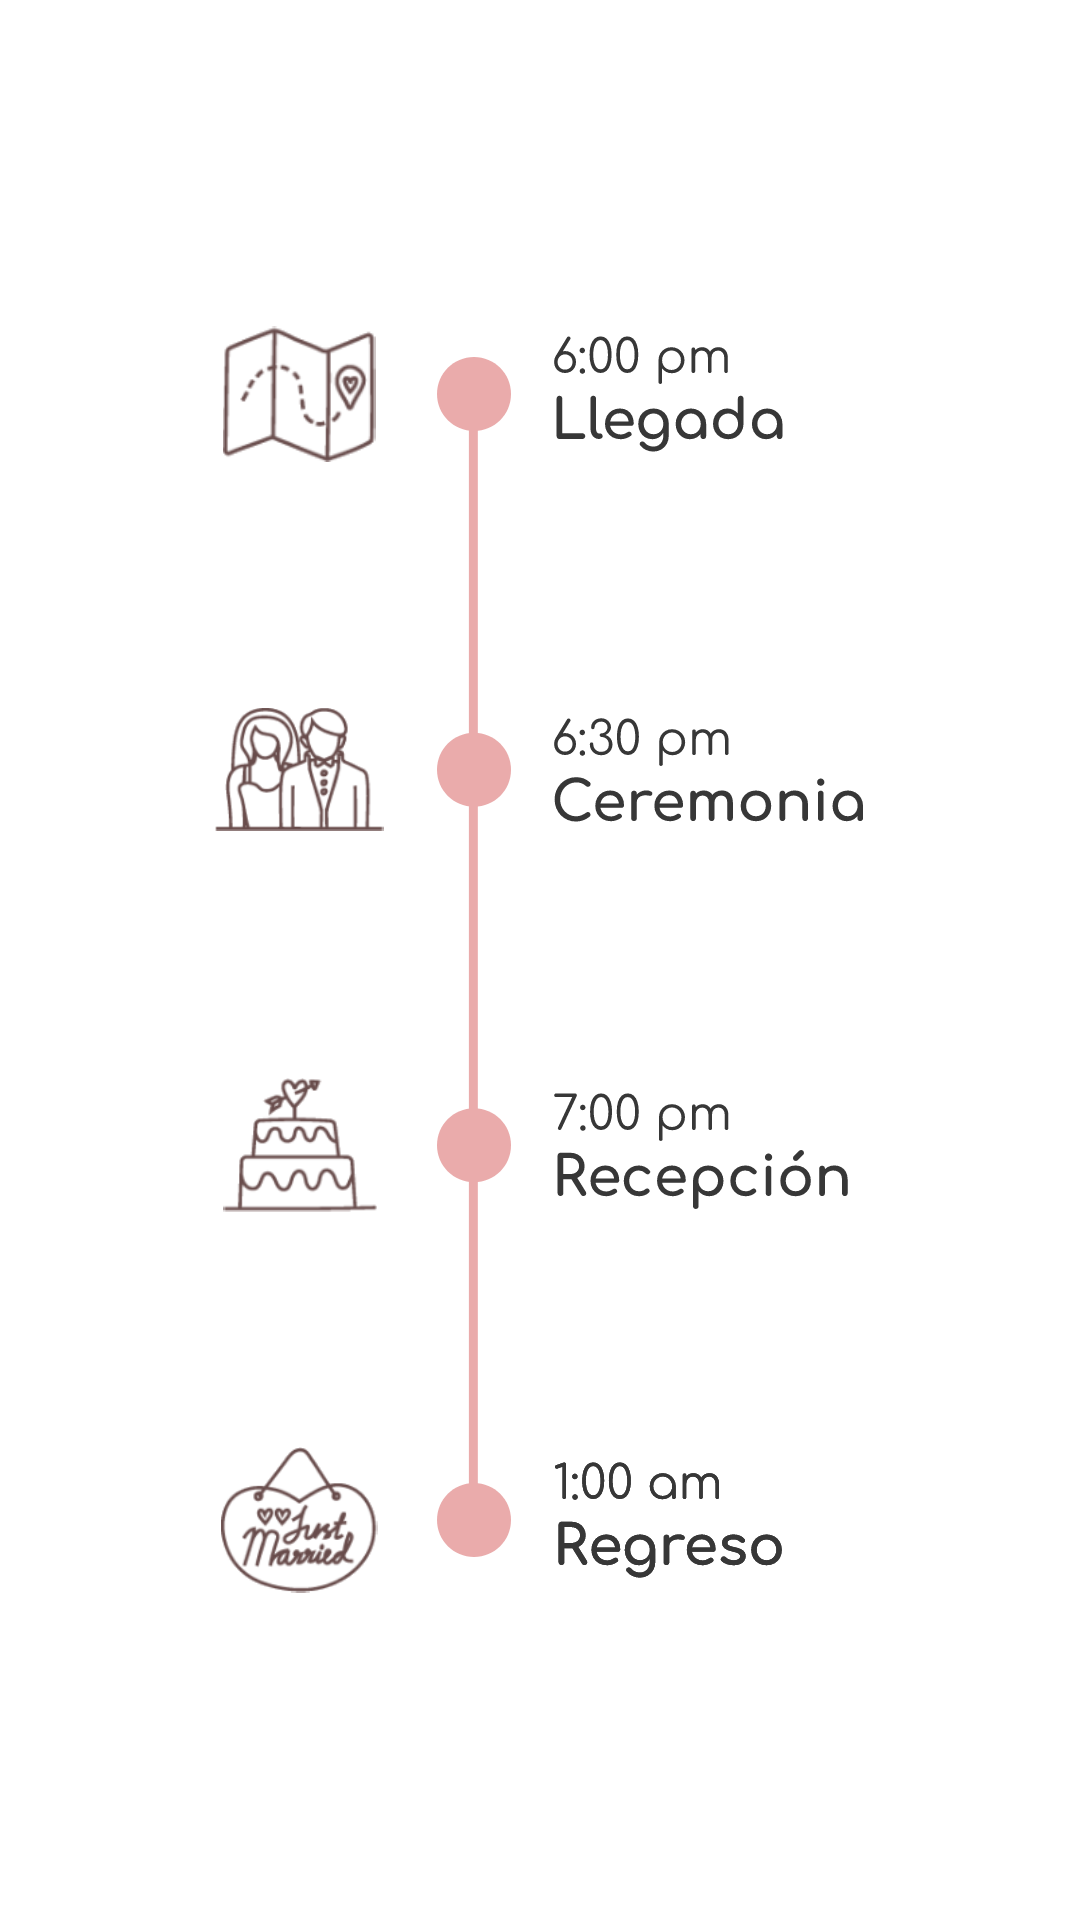 6:00 pm
Llegada
6:30 pm
Ceremonia
7:00 pm
Recepción
1:00 am
Regreso
Just
Married